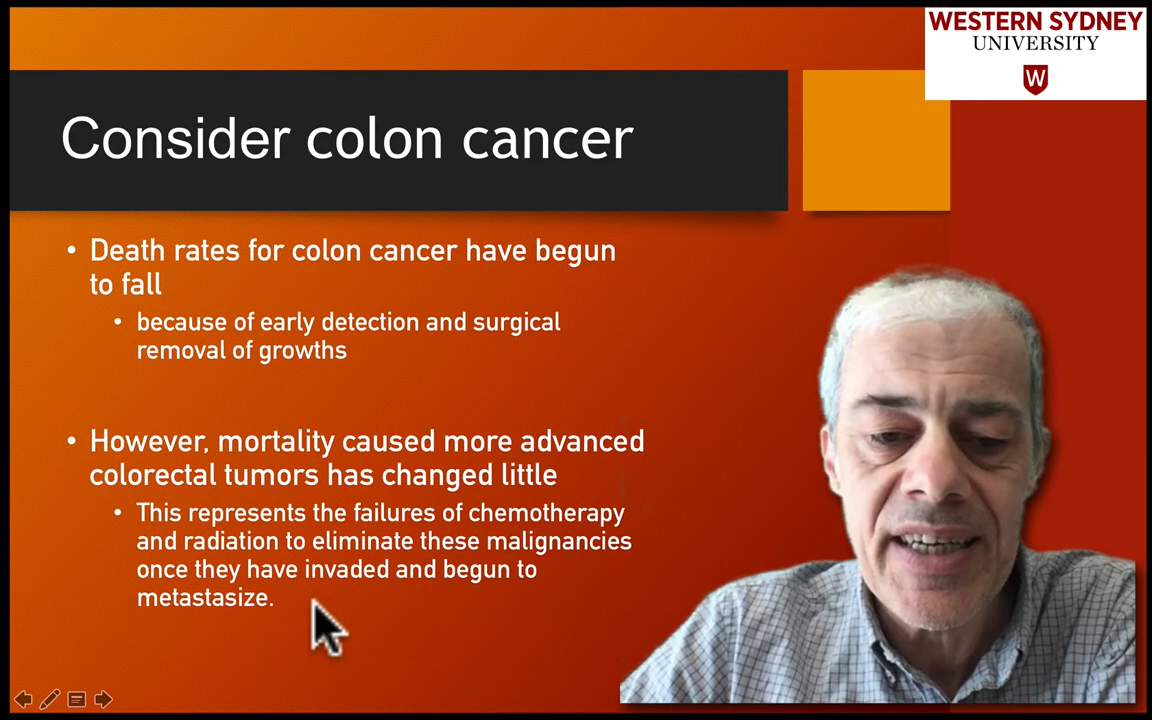 WESTERN SYDNEY
UNIVERSITY
W
Consider colon cancer
• Death rates for colon cancer have begun
to fall
• because of early detection and surgical
removal of growths
• However, mortality caused more advanced
colorectal tumors has changed little
• This represents the failures of chemotherapy
and radiation to eliminate these malignancies
once they have invaded and begun to
metastasize.